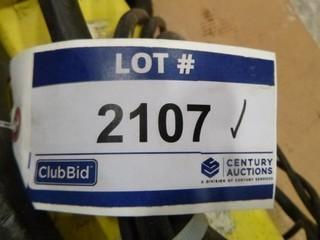 LOT #
2107 ✓
ClubBid
CENTURY
AUCTIONS
A DIVISION OF CENTURY SERVICES